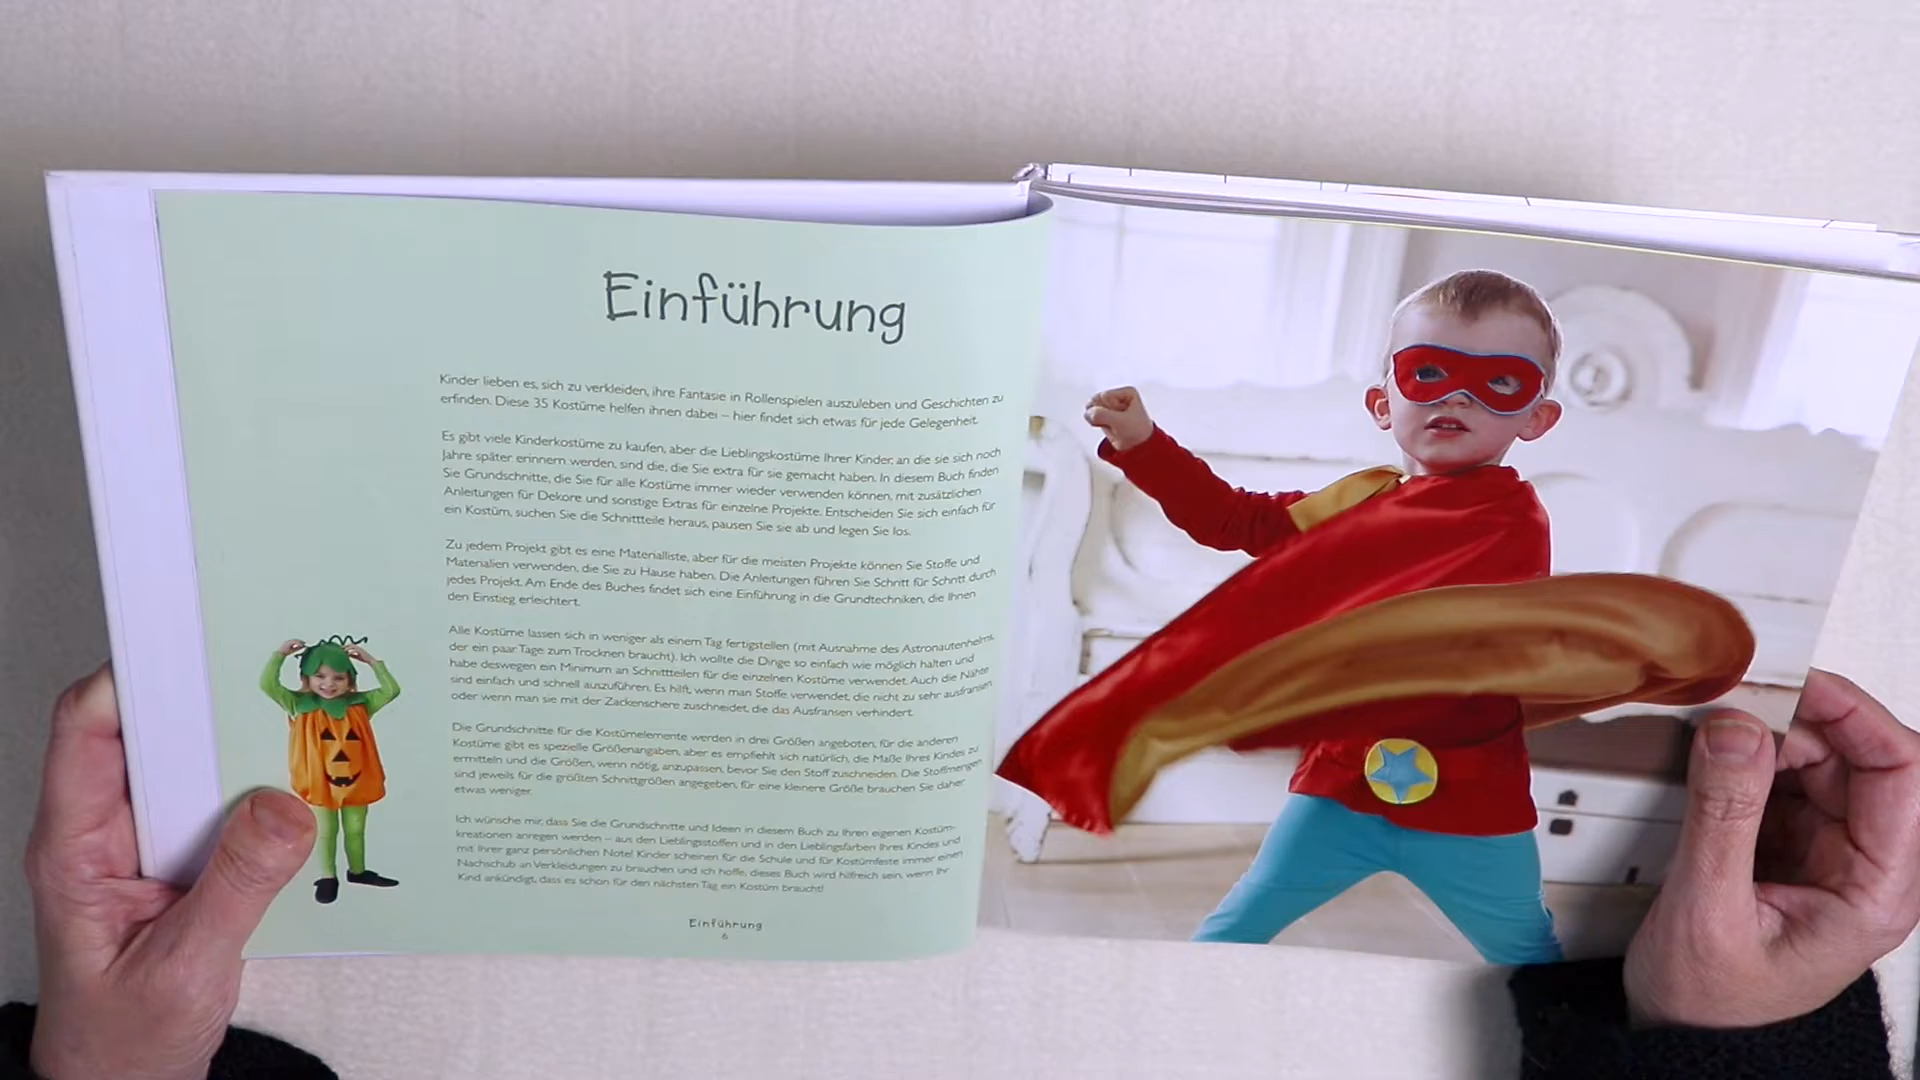 Einführung
Kinder lieben es, sich zu verkleiden, ihre Fantasie in Rollenspielen auszuleben und Geschichten zu
erfinden. Diese 35 Kostüme helfen ihnen dabei – hier findet sich etwas für jede Gelegenheit.
Es gibt viele Kinderkostüme zu kaufen, aber die Lieblingskostüme Ihrer Kinder, an die sie sich noch
Jahre später erinnern werden, sind die, die Sie extra für sie gemacht haben. In diesem Buch finden
Sie Grundschnitte, die Sie für alle Kostüme immer wieder verwenden können, mit zusätzlichen
Anleitungen für Dekore und sonstige Extras für einzelne Projekte. Entscheiden Sie sich einfach für
ein Kostüm, suchen Sie die Schnittteile heraus, pausen Sie sie ab und legen Sie los.
Zu jedem Projekt gibt es eine Materialliste, aber für die meisten Projekte können Sie Stoffe und
Materialien verwenden, die Sie zu Hause haben. Die Anleitungen führen Sie Schritt für Schritt durch
jedes Projekt. Am Ende des Buches findet sich eine Einführung in die Grundtechniken, die Ihnen
den Einstieg erleichtert.
Alle Kostüme lassen sich in weniger als einem Tag fertigstellen (mit Ausnahme des Astronautenhelms,
der ein paar Tage zum Trocknen braucht). Ich wollte die Dinge so einfach wie möglich halten und
habe deswegen ein Minimum an Schnittteilen für die einzelnen Kostüme verwendet. Auch die Nähte
sind einfach und schnell auszuführen. Es hilft, wenn man Stoffe verwendet, die nicht zu sehr ausfransen
oder wenn man sie mit der Zackenschere zuschneidet, die das Ausfransen verhindert.
Die Grundschnitte für die Kostümelemente werden in drei Größen angeboten, für die anderen
Kostüme gibt es spezielle Größenangaben, aber es empfiehlt sich natürlich, die Maße Ihres Kindes zu
ermitteln und die Größen, wenn nötig, anzupassen, bevor Sie den Stoff zuschneiden. Die Stoffmengen
sind jeweils für die größten Schnittgrößen angegeben, für eine kleinere Größe brauchen Sie daher
etwas weniger.
Ich wünsche mir, dass Sie die Grundschnitte und Ideen in diesem Buch zu Ihren eigenen Kostüm-
kreationen anregen werden – aus den Lieblingsstoffen und in den Lieblingsfarben Ihres Kindes und
mit Ihrer ganz persönlichen Note! Kinder scheinen für die Schule und für Kostümfeste immer einen
Nachschub an Verkleidungen zu brauchen und ich hoffe, dieses Buch wird hilfreich sein, wenn Ihr
Kind ankündigt, dass es schon für den nächsten Tag ein Kostüm braucht!
Einführung
6